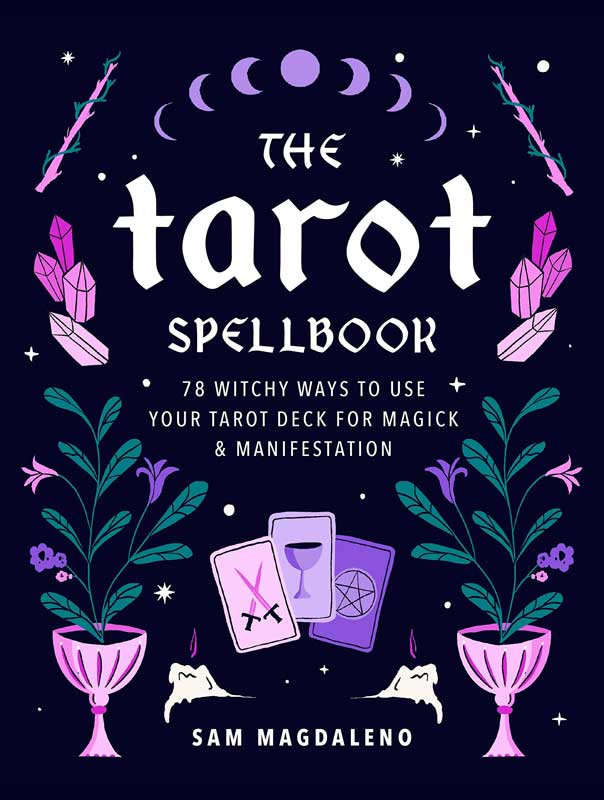 THE
tarot
SPELLBOOK
78 WITCHY WAYS TO USE
YOUR TAROT DECK FOR MAGICK
& MANIFESTATION
SAM MAGDALENO